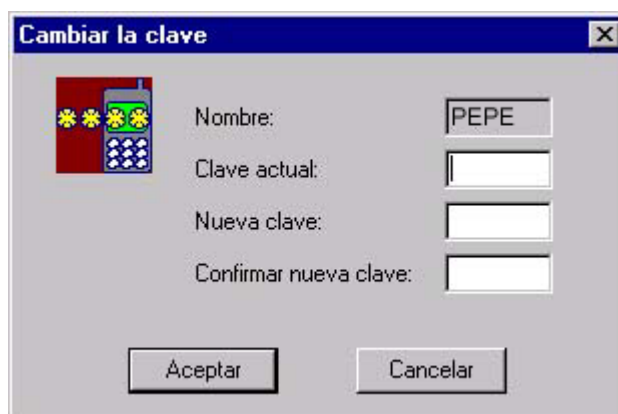 Cambiar la clave
Nombre: PEPE
Clave actual:
Nueva clave:
Confirmar nueva clave:
Aceptar Cancelar